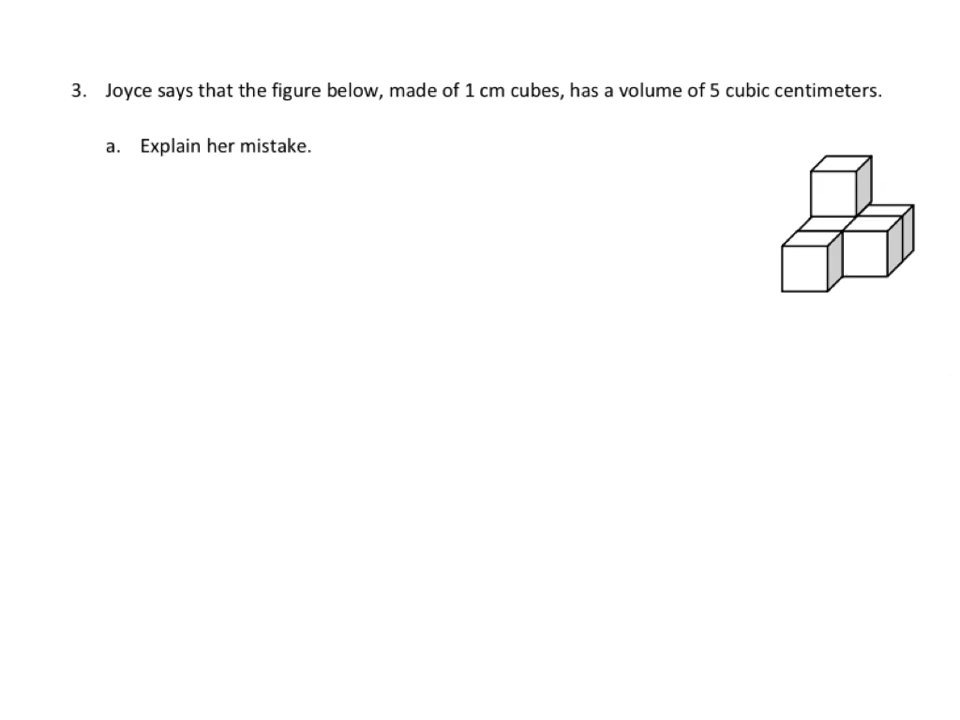 3. Joyce says that the figure below, made of 1 cm cubes, has a volume of 5 cubic centimeters.
a. Explain her mistake.